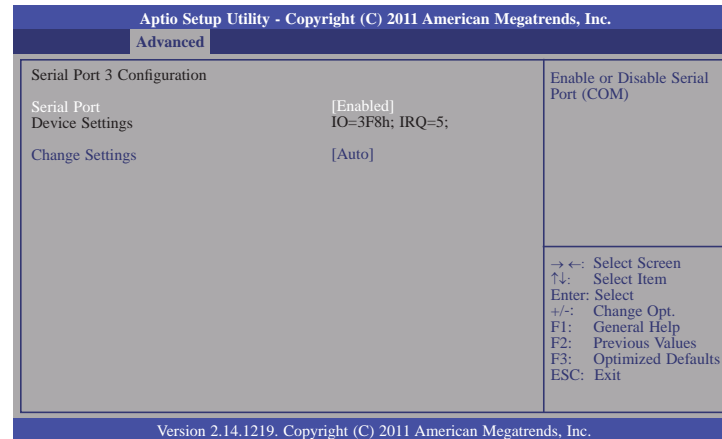 Aptio Setup Utility - Copyright (C) 2011 American Megatrends, Inc.
Advanced
Serial Port 3 Configuration
Serial Port [Enabled]
Device Settings IO=3F8h; IRQ=5;
Change Settings [Auto]
Enable or Disable Serial
Port (COM)
→ ←: Select Screen
↑↓: Select Item
Enter: Select
+/-: Change Opt.
F1: General Help
F2: Previous Values
F3: Optimized Defaults
ESC: Exit
Version 2.14.1219. Copyright (C) 2011 American Megatrends, Inc.